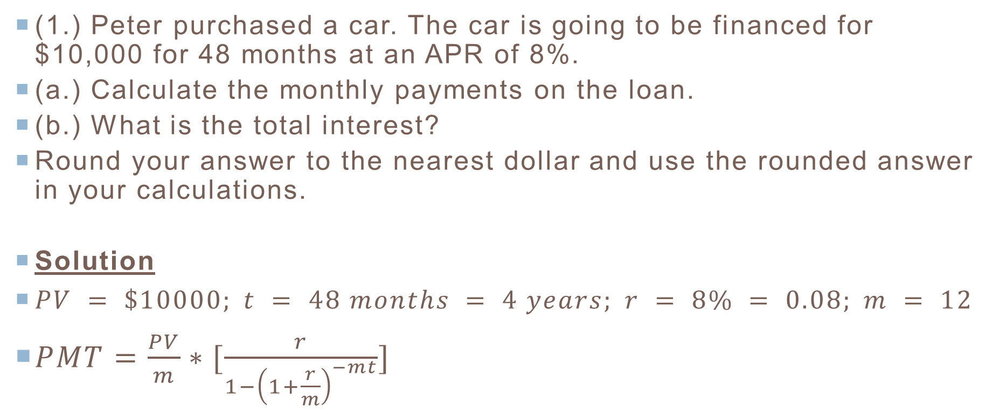 ▪ (1.) Peter purchased a car. The car is going to be financed for
$10,000 for 48 months at an APR of 8%.
▪ (a.) Calculate the monthly payments on the loan.
▪ (b.) What is the total interest?
▪ Round your answer to the nearest dollar and use the rounded answer
in your calculations.
▪ Solution
▪ PV = $10000; t = 48 months = 4 years; r = 8% = 0.08; m = 12
▪ PMT = \frac{PV}{m} * [\frac{r}{1-(1+\frac{r}{m})^{-mt}}]